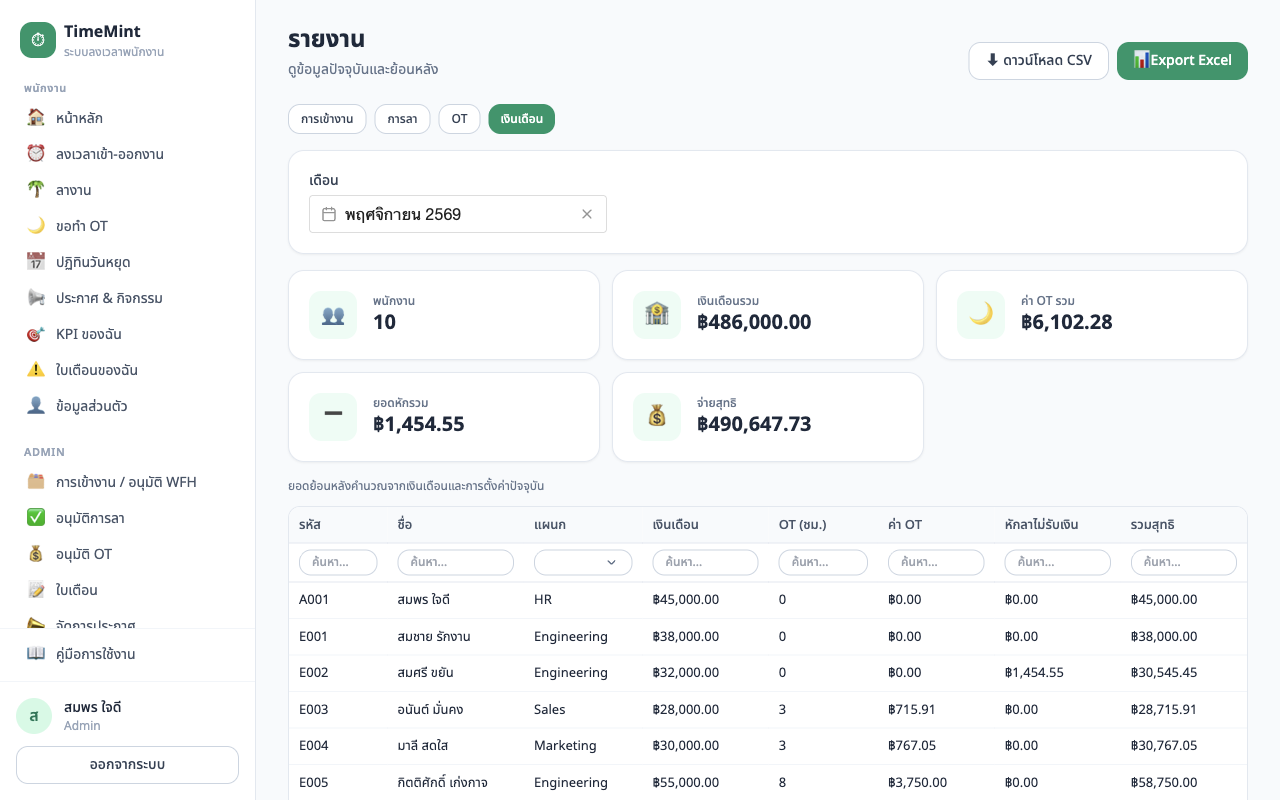 TimeMint
ระบบลงเวลาพนักงาน
พนักงาน
หน้าหลัก
ลงเวลาเข้า-ออกงาน
ลางาน
ขอทำ OT
ปฏิทินวันหยุด
ประกาศ & กิจกรรม
KPI ของฉัน
ใบเตือนของฉัน
ข้อมูลส่วนตัว
ADMIN
การเข้างาน / อนุมัติ WFH
อนุมัติการลา
อนุมัติ OT
ใบเตือน
จัดการประกาศ
คู่มือการใช้งาน
ส สมพร ใจดี
Admin
ออกจากระบบ
รายงาน
ดูข้อมูลปัจจุบันและย้อนหลัง
⬇ ดาวน์โหลด CSV
Export Excel
การเข้างาน การลา OT เงินเดือน
เดือน
พฤศจิกายน 2569
พนักงาน
10
เงินเดือนรวม
฿486,000.00
ค่า OT รวม
฿6,102.28
ยอดหักรวม
฿1,454.55
จ่ายสุทธิ
฿490,647.73
ยอดย้อนหลังคำนวณจากเงินเดือนและการตั้งค่าปัจจุบัน
รหัส ชื่อ แผนก เงินเดือน OT (ชม.) ค่า OT หักลาไม่รับเงิน รวมสุทธิ
ค้นหา... ค้นหา... ค้นหา... ค้นหา... ค้นหา... ค้นหา... ค้นหา...
A001 สมพร ใจดี HR ฿45,000.00 0 ฿0.00 ฿0.00 ฿45,000.00
E001 สมชาย รักงาน Engineering ฿38,000.00 0 ฿0.00 ฿0.00 ฿38,000.00
E002 สมศรี ขยัน Engineering ฿32,000.00 0 ฿0.00 ฿1,454.55 ฿30,545.45
E003 อนันต์ มั่นคง Sales ฿28,000.00 3 ฿715.91 ฿0.00 ฿28,715.91
E004 มาลี สดใส Marketing ฿30,000.00 3 ฿767.05 ฿0.00 ฿30,767.05
E005 กิตติศักดิ์ เก่งกาจ Engineering ฿55,000.00 8 ฿3,750.00 ฿0.00 ฿58,750.00